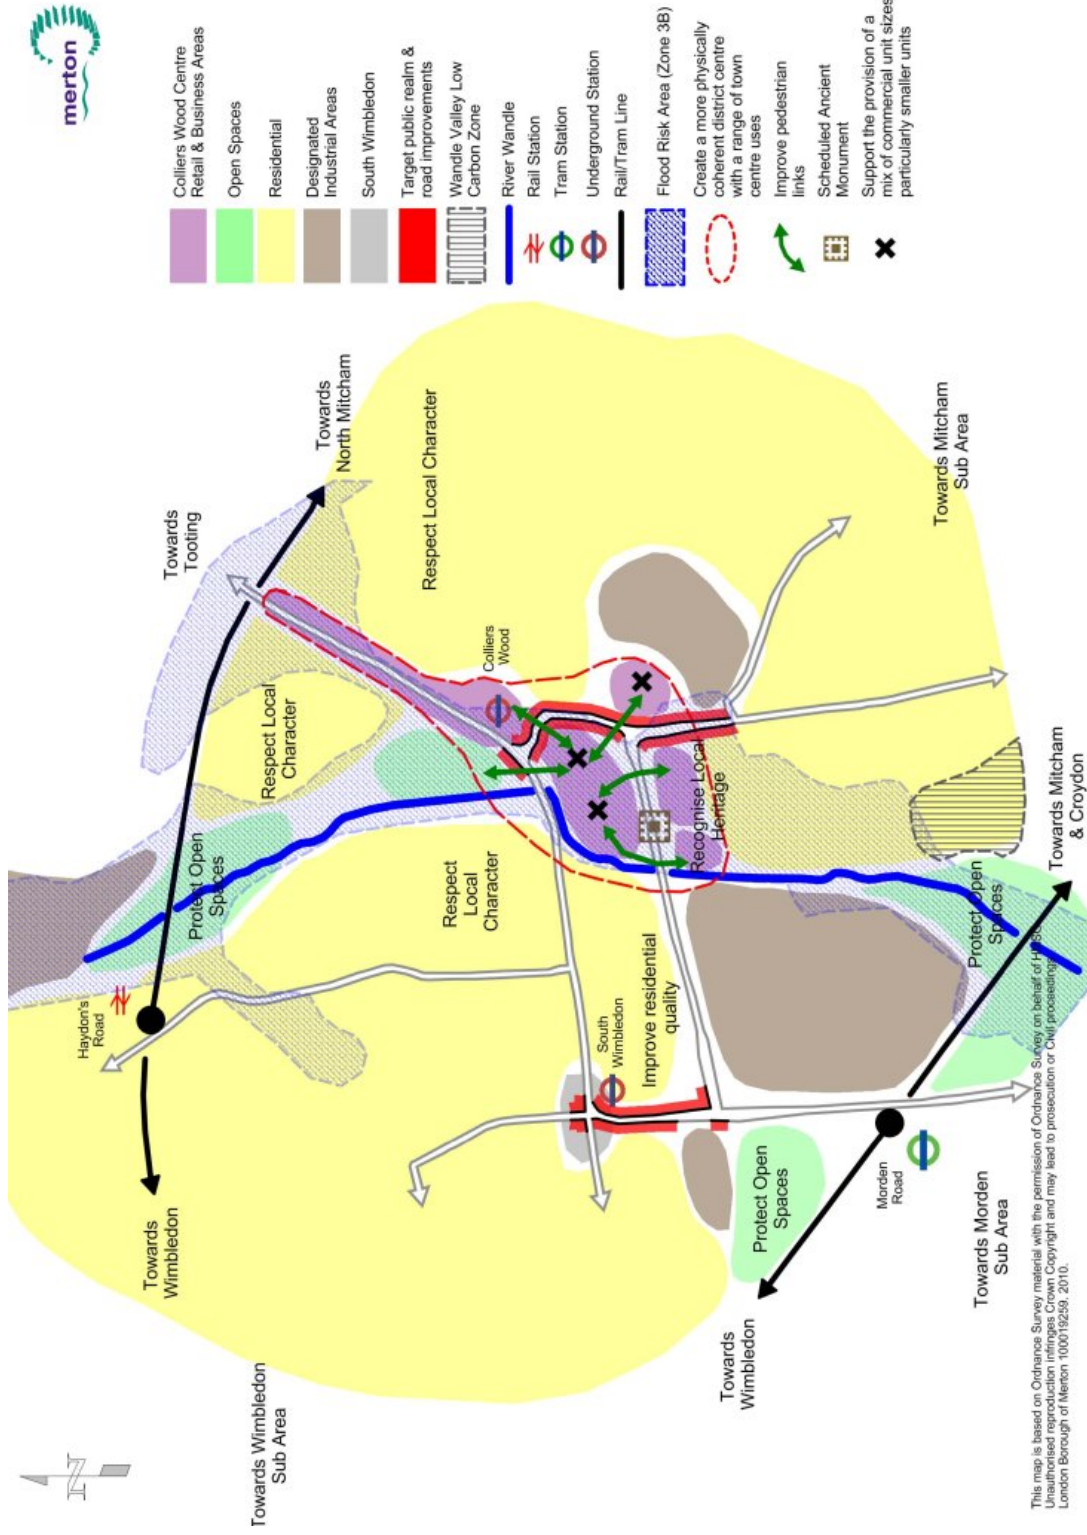 merton
Colliers Wood Centre
Retail & Business Areas
Open Spaces
Residential
Designated
Industrial Areas
South Wimbledon
Target public realm &
road improvements
Wandle Valley Low
Carbon Zone
River Wandle
Rail Station
Tram Station
Underground Station
Rail/Tram Line
Flood Risk Area (Zone 3B)
Create a more physically
coherent district centre
with a range of town
centre uses
Improve pedestrian
links
Scheduled Ancient
Monument
Support the provision of a
mix of commercial unit sizes
particularly smaller units
N
Towards Wimbledon
Sub Area
Towards
Wimbledon
Haydon's
Road
Protect Open
Spaces
Respect Local
Character
Towards
Tooting
Towards
North Mitcham
Respect Local Character
Respect
Local
Character
Colliers
Wood
South
Wimbledon
Improve residential
quality
Recognise Local
Heritage
Towards
Wimbledon
Protect Open
Spaces
Morden
Road
Towards Morden
Sub Area
Protect Open
Spaces
Towards Mitcham
& Croydon
Towards Mitcham
Sub Area
This map is based on Ordnance Survey material with the permission of Ordnance Survey on behalf of
Unauthorised reproduction infringes Crown Copyright and may lead to prosecution or Civil proceedings
London Borough of Merton 100019259. 2010.